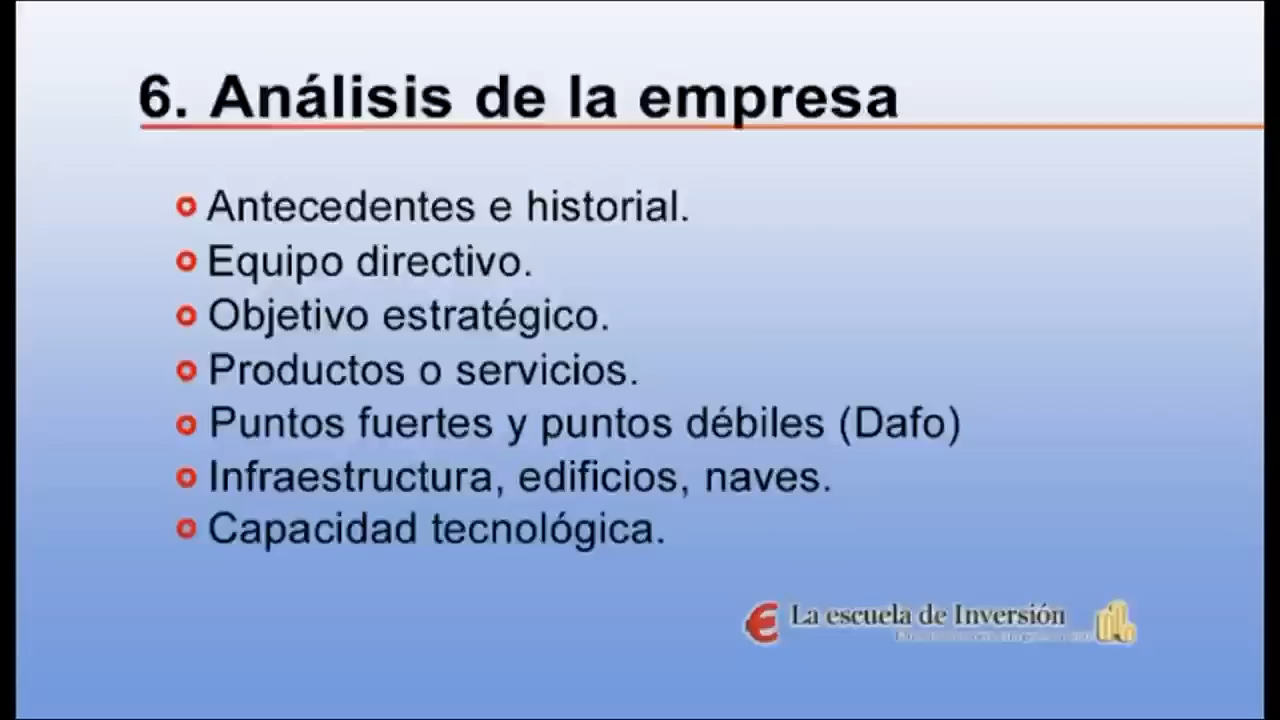 6. Análisis de la empresa
Antecedentes e historial.
Equipo directivo.
Objetivo estratégico.
Productos o servicios.
Puntos fuertes y puntos débiles (Dafo)
Infraestructura, edificios, naves.
Capacidad tecnológica.
La escuela de Inversión